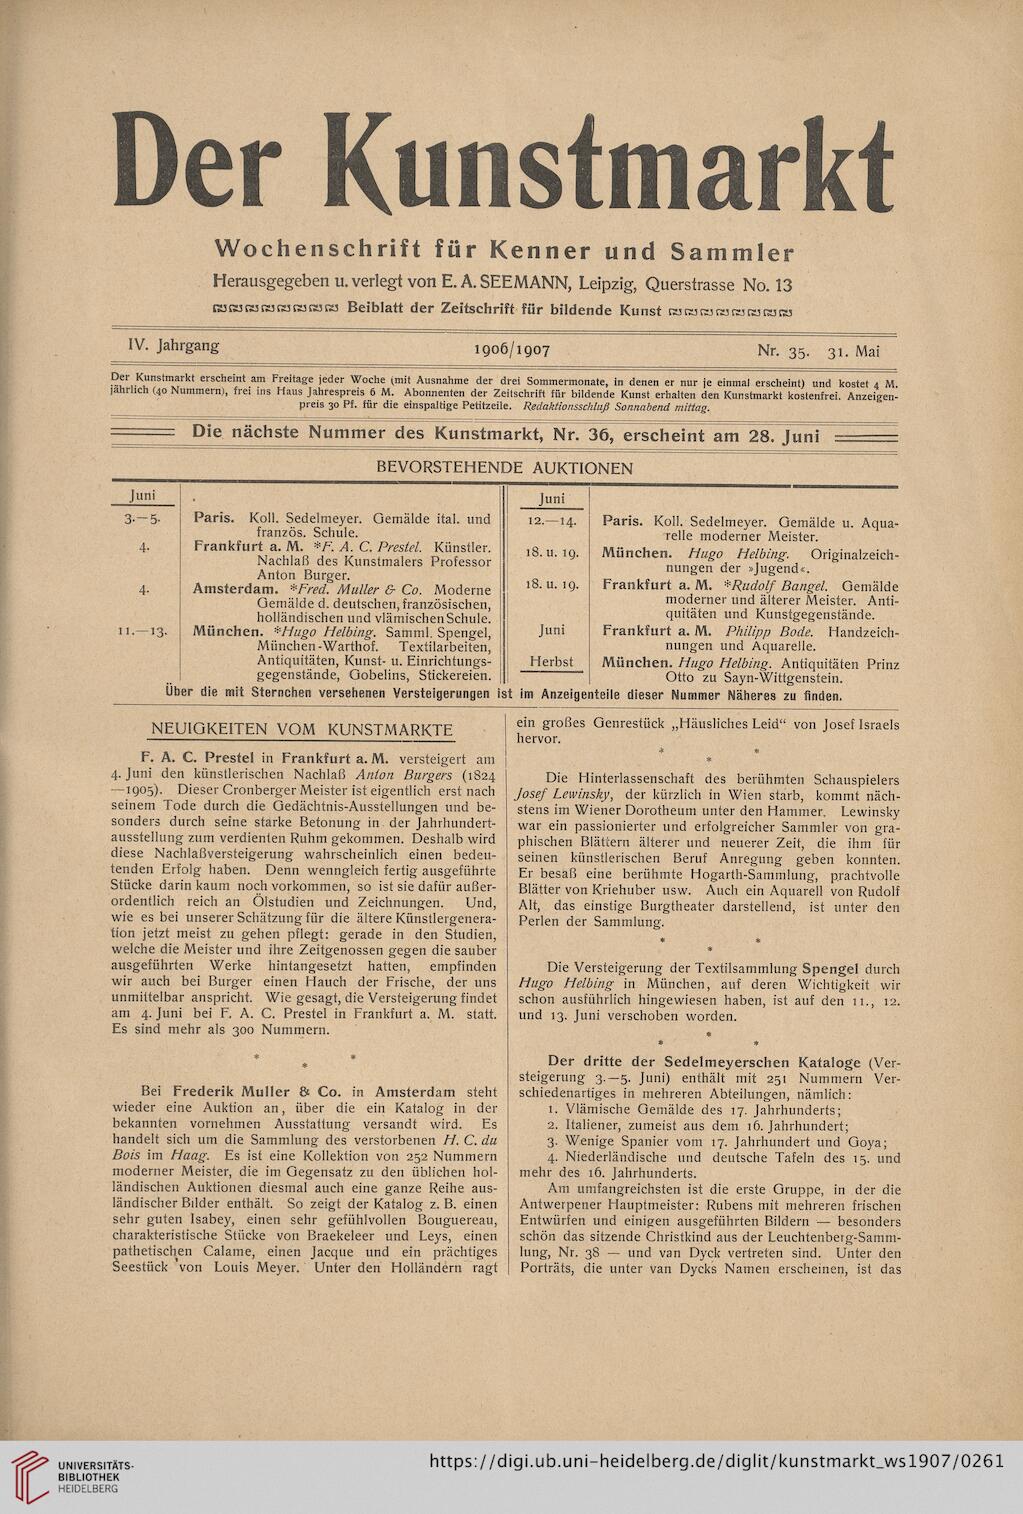 Der Kunstmarkt
Wochenschrift für Kenner und Sammler
Herausgegeben u. verlegt von E. A. SEEMANN, Leipzig, Querstrasse No. 13
Beiblatt der Zeitschrift für bildende Kunst
IV. Jahrgang 1906/1907 Nr. 35. 31. Mai
Der Kunstmarkt erscheint am Freitage jeder Woche (mit Ausnahme der drei Sommermonate, in denen er nur je einmal erscheint) und kostet 4 M.
jährlich (40 Nummern), frei ins Haus Jahrespreis 6 M. Abonnenten der Zeitschrift für bildende Kunst erhalten den Kunstmarkt kostenfrei. Anzeigen-
preis 30 Pf. für die einspaltige Petitzeile. Redaktionsschluß Sonnabend mittag.
Die nächste Nummer des Kunstmarkt, Nr. 36, erscheint am 28. Juni
BEVORSTEHENDE AUKTIONEN
Juni
3.—5. Paris. Koll. Sedelmeyer. Gemälde ital. und
französ. Schule.
4. Frankfurt a. M. *F. A. C. Prestel. Künstler.
Nachlaß des Kunstmalers Professor
Anton Burger.
4. Amsterdam. *Fred. Muller & Co. Moderne
Gemälde d. deutschen, französischen,
holländischen und vlämischen Schule.
11.—13. München. *Hugo Helbing. Samml. Spengel,
München-Warthof. Textilarbeiten,
Antiquitäten, Kunst- u. Einrichtungs-
gegenstände, Gobelins, Stickereien.
Juni
12.—14. Paris. Koll. Sedelmeyer. Gemälde u. Aqua-
relle moderner Meister.
18. u. 19. München. Hugo Helbing. Originalzeich-
nungen der »Jugend«.
18. u. 19. Frankfurt a. M. *Rudolf Bangel. Gemälde
moderner und älterer Meister. Anti-
quitäten und Kunstgegenstände.
Juni Frankfurt a. M. Philipp Bode. Handzeich-
nungen und Aquarelle.
Herbst München. Hugo Helbing. Antiquitäten Prinz
Otto zu Sayn-Wittgenstein.
Über die mit Sternchen versehenen Versteigerungen ist im Anzeigenteile dieser Nummer Näheres zu finden.
NEUIGKEITEN VOM KUNSTMARKTE
F. A. C. Prestel in Frankfurt a. M. versteigert am
4. Juni den künstlerischen Nachlaß Anton Burgers (1824
—1905). Dieser Cronberger Meister ist eigentlich erst nach
seinem Tode durch die Gedächtnis-Ausstellungen und be-
sonders durch seine starke Betonung in der Jahrhundert-
ausstellung zum verdienten Ruhm gekommen. Deshalb wird
diese Nachlaßversteigerung wahrscheinlich einen bedeu-
tenden Erfolg haben. Denn wenngleich fertig ausgeführte
Stücke darin kaum noch vorkommen, so ist sie dafür außer-
ordentlich reich an Ölstudien und Zeichnungen. Und,
wie es bei unserer Schätzung für die ältere Künstlergenera-
tion jetzt meist zu gehen pflegt: gerade in den Studien,
welche die Meister und ihre Zeitgenossen gegen die sauber
ausgeführten Werke hintangesetzt hatten, empfinden
wir auch bei Burger einen Hauch der Frische, der uns
unmittelbar anspricht. Wie gesagt, die Versteigerung findet
am 4. Juni bei F. A. C. Prestel in Frankfurt a. M. statt.
Es sind mehr als 300 Nummern.
* *
*
Bei Frederik Muller & Co. in Amsterdam steht
wieder eine Auktion an, über die ein Katalog in der
bekannten vornehmen Ausstattung versandt wird. Es
handelt sich um die Sammlung des verstorbenen H. C. du
Bois im Haag. Es ist eine Kollektion von 252 Nummern
moderner Meister, die im Gegensatz zu den üblichen hol-
ländischen Auktionen diesmal auch eine ganze Reihe aus-
ländischer Bilder enthält. So zeigt der Katalog z. B. einen
sehr guten Isabey, einen sehr gefühlvollen Bouguereau,
charakteristische Stücke von Braekeleer und Leys, einen
pathetischen Calame, einen Jacque und ein prächtiges
Seestück von Louis Meyer. Unter den Holländern ragt
ein großes Genrestück „Häusliches Leid“ von Josef Israels
hervor.
* *
*
Die Hinterlassenschaft des berühmten Schauspielers
Josef Lewinsky, der kürzlich in Wien starb, kommt näch-
stens im Wiener Dorotheum unter den Hammer. Lewinsky
war ein passionierter und erfolgreicher Sammler von gra-
phischen Blättern älterer und neuerer Zeit, die ihm für
seinen künstlerischen Beruf Anregung geben konnten.
Er besaß eine berühmte Hogarth-Sammlung, prachtvolle
Blätter von Kriehuber usw. Auch ein Aquarell von Rudolf
Alt, das einstige Burgtheater darstellend, ist unter den
Perlen der Sammlung.
* *
*
Die Versteigerung der Textilsammlung Spengel durch
Hugo Helbing in München, auf deren Wichtigkeit wir
schon ausführlich hingewiesen haben, ist auf den 11., 12.
und 13. Juni verschoben worden.
*
* *
Der dritte der Sedelmeyerschen Kataloge (Ver-
steigerung 3.—5. Juni) enthält mit 251 Nummern Ver-
schiedenartiges in mehreren Abteilungen, nämlich:
1. Vlämische Gemälde des 17. Jahrhunderts;
2. Italiener, zumeist aus dem 16. Jahrhundert;
3. Wenige Spanier vom 17. Jahrhundert und Goya;
4. Niederländische und deutsche Tafeln des 15. und
mehr des 16. Jahrhunderts.
Am umfangreichsten ist die erste Gruppe, in der die
Antwerpener Hauptmeister: Rubens mit mehreren frischen
Entwürfen und einigen ausgeführten Bildern — besonders
schön das sitzende Christkind aus der Leuchtenberg-Samm-
lung, Nr. 38 — und van Dyck vertreten sind. Unter den
Porträts, die unter van Dycks Namen erscheinen, ist das
UNIVERSITÄTS-
BIBLIOTHEK
HEIDELBERG
https://digi.ub.uni-heidelberg.de/diglit/kunstmarkt_ws1907/0261